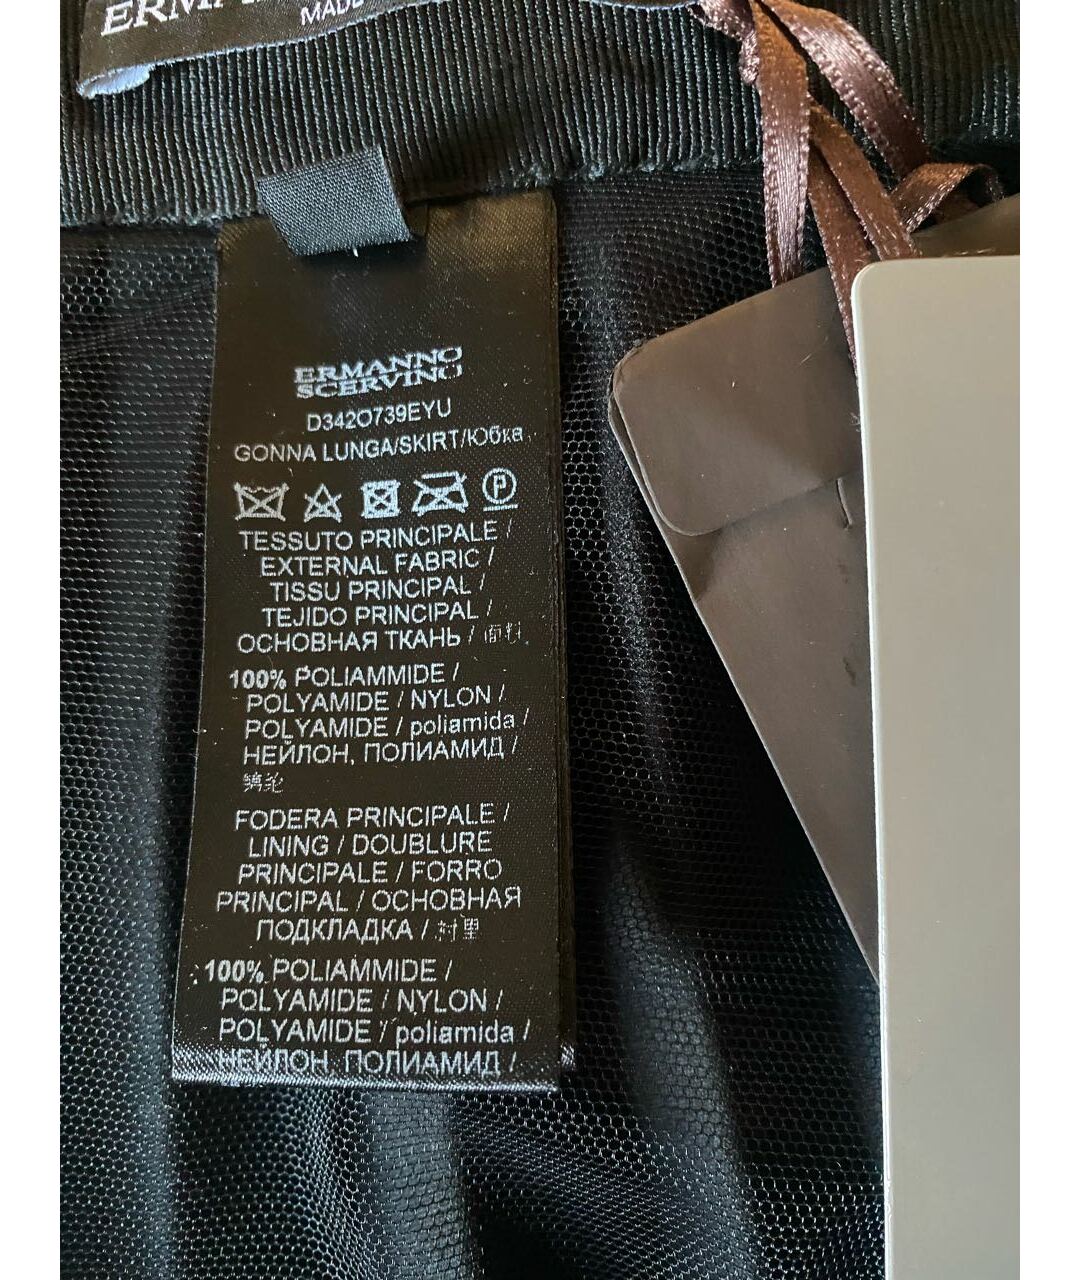 MADE
ERMANNO
SCERVINO
D342O739EYU
GONNA LUNGA/SKIRT/Юбка
P
TESSUTO PRINCIPALE /
EXTERNAL FABRIC /
TISSU PRINCIPAL /
TEJIDO PRINCIPAL /
ОСНОВНАЯ ТКАНЬ / 面料
100% POLIAMMIDE /
POLYAMIDE / NYLON /
POLYAMIDE / poliamida /
НЕЙЛОН, ПОЛИАМИД /
FODERA PRINCIPALE /
LINING / DOUBLURE
PRINCIPALE / FORRO
PRINCIPAL / ОСНОВНАЯ
ПОДКЛАДКА / 衬里
100% POLIAMMIDE /
POLYAMIDE / NYLON /
POLYAMIDE / poliamida /
НЕЙЛОН, ПОЛИАМИД /